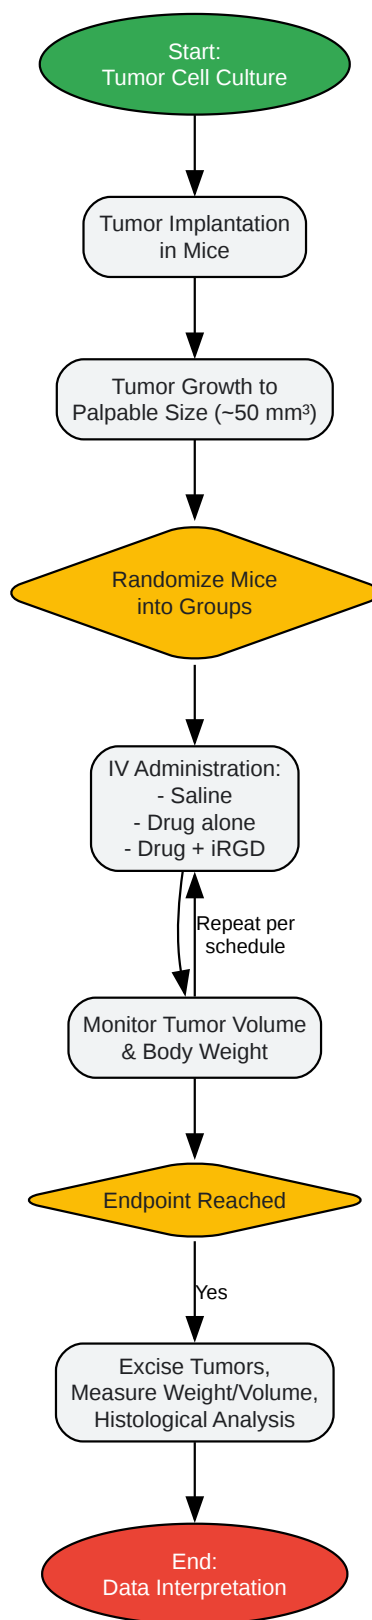 Start:
Tumor Cell Culture
Tumor Implantation
in Mice
Tumor Growth to
Palpable Size (~50 mm³)
Randomize Mice
into Groups
IV Administration:
- Saline
- Drug alone
- Drug + iRGD
Repeat per
schedule
Monitor Tumor Volume
& Body Weight
Endpoint Reached
Yes
Excise Tumors,
Measure Weight/Volume,
Histological Analysis
End:
Data Interpretation